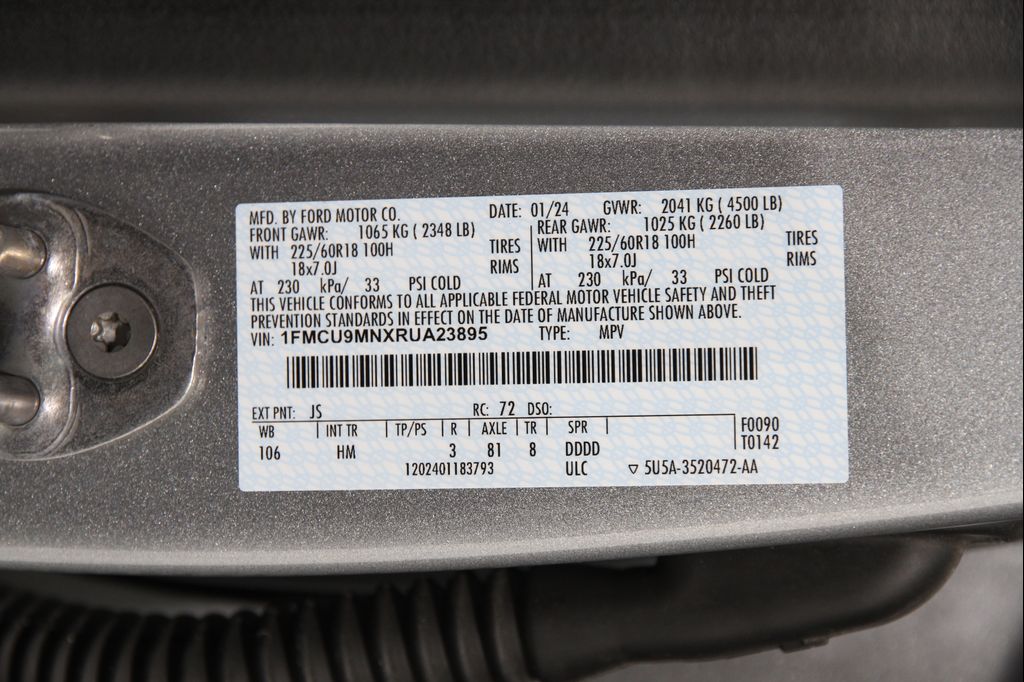 MFD. BY FORD MOTOR CO. DATE: 01/24 GVWR: 2041 KG ( 4500 LB)
FRONT GAWR: 1065 KG ( 2348 LB) REAR GAWR: 1025 KG ( 2260 LB)
WITH 225/60R18 100H TIRES WITH 225/60R18 100H TIRES
18x7.0J RIMS 18x7.0J RIMS
AT 230 kPa/ 33 PSI COLD AT 230 kPa/ 33 PSI COLD
THIS VEHICLE CONFORMS TO ALL APPLICABLE FEDERAL MOTOR VEHICLE SAFETY AND THEFT
PREVENTION STANDARDS IN EFFECT ON THE DATE OF MANUFACTURE SHOWN ABOVE.
VIN: 1FMCU9MNXRUA23895 TYPE: MPV
EXT PNT: JS RC: 72 DSO:
WB INT TR TP/PS R AXLE TR SPR F0090
106 HM 3 81 8 DDDD T0142
1202401183793 ULC ▽ 5U5A-3520472-AA